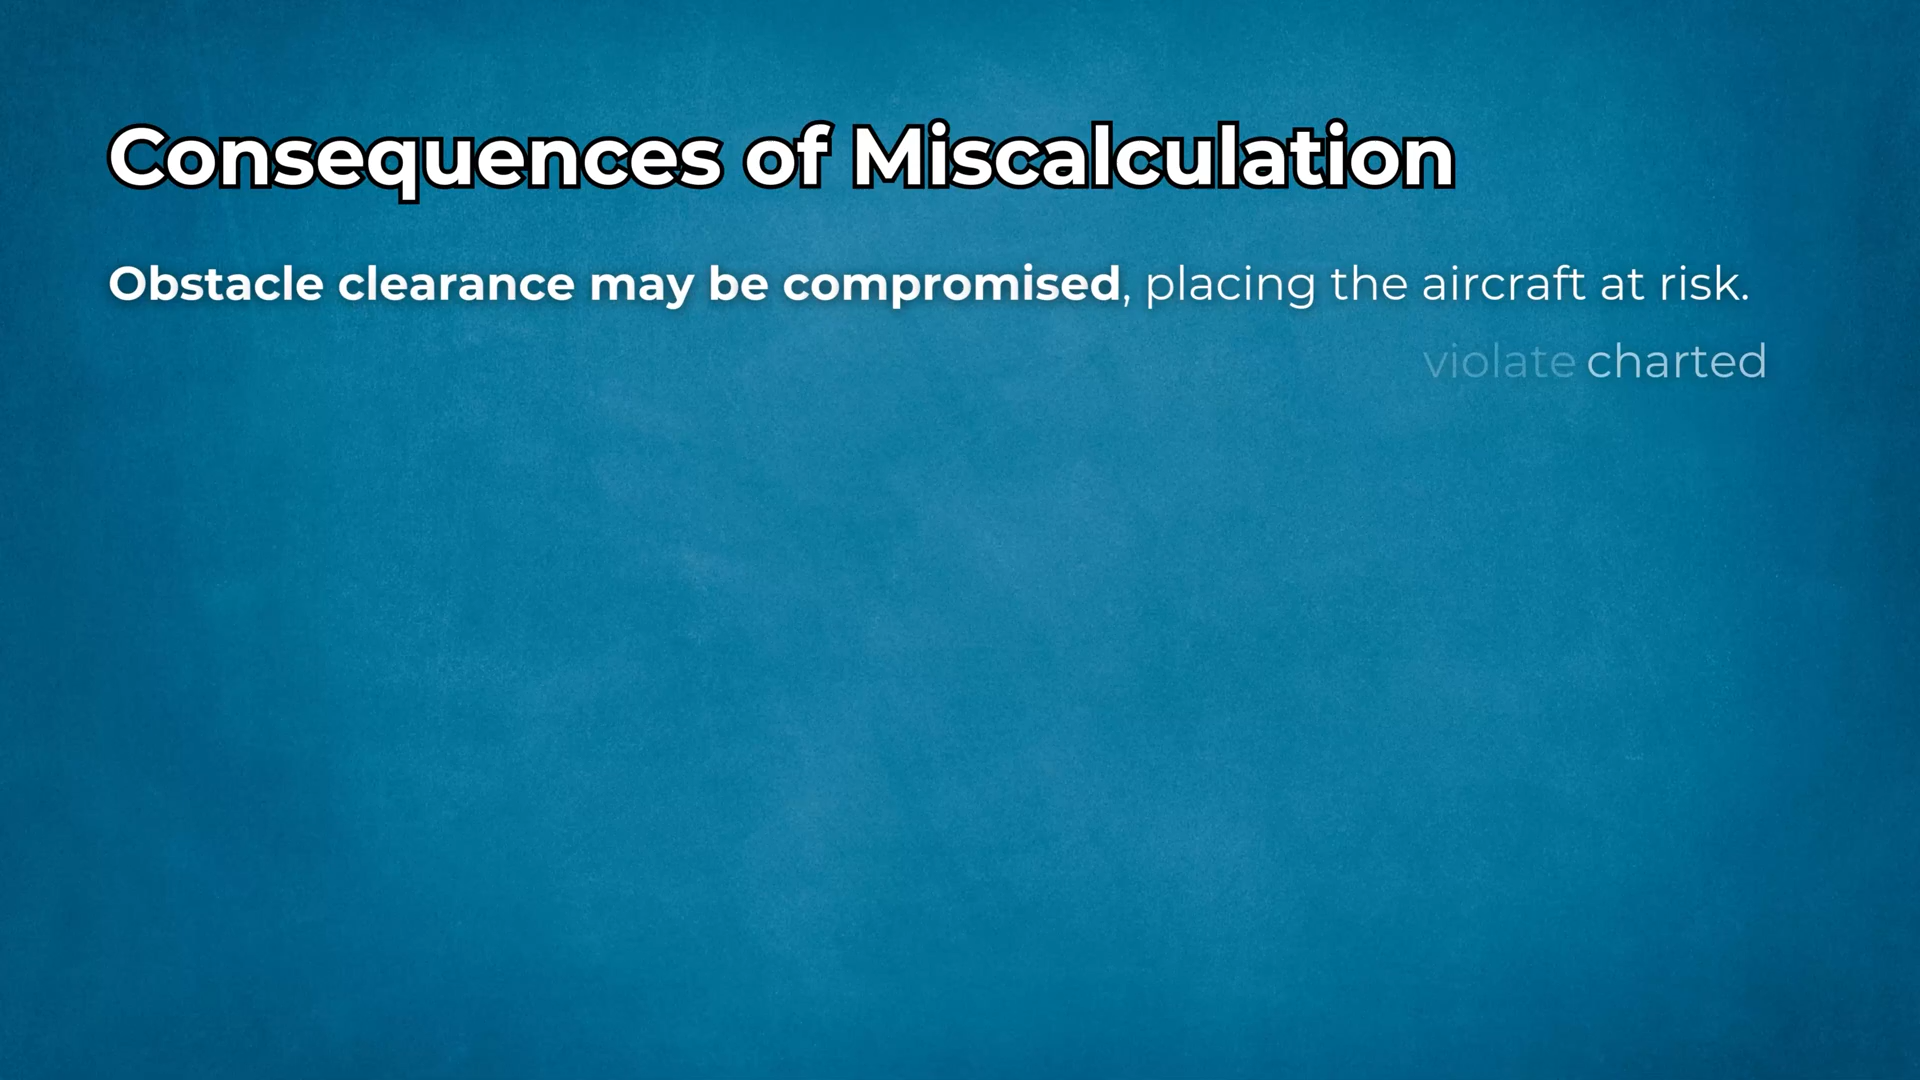 Consequences of Miscalculation
Obstacle clearance may be compromised, placing the aircraft at risk.
violate charted